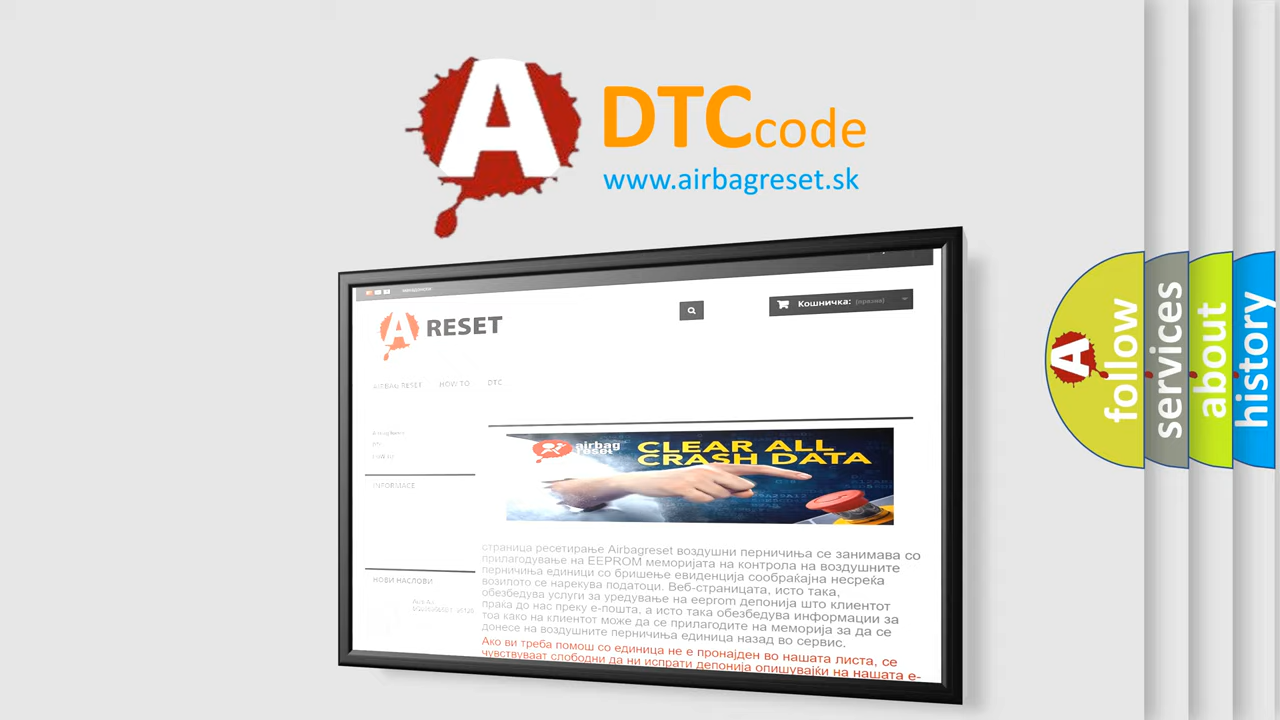 A
DTCcode
www.airbagreset.sk
A RESET
Кошничка: (празно)
AIRBAG RESET HOW TO DTC
airbag reset
CLEAR ALL
CRASH DATA
INFORMACE
НОВИ НАСЛОВИ
страница ресетирање Airbagreset воздушни перничиња се занимава со
прилагодување на EEPROM меморијата на контрола на воздушните
перничиња единици со бришење евиденција сообраќајна несреќа
возилото се нарекува податоци. Веб-страницата, исто така,
обезбедува услуги за уредување на eeprom депонија што клиентот
праќа до нас преку е-пошта, а исто така обезбедува информации за
тоа како на клиентот може да се прилагодите на меморија за да се
донесе на воздушните перничиња единица назад во сервис.
Ако ви треба помош со единица не е пронајден во нашата листа, се
чувствуваат слободни да ни испрати депонија опишувајќи на нашата е-
A
follow
services
about
history